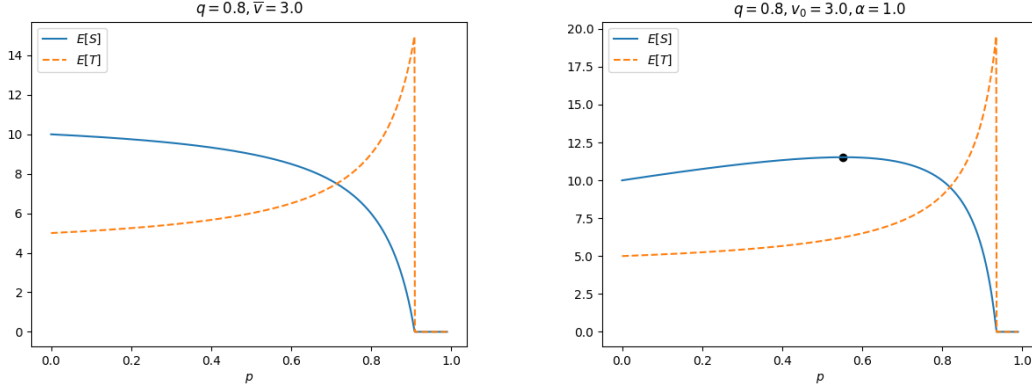 q = 0.8, v̅ = 3.0
E[S]
E[T]
14
12
10
8
6
4
2
0
0.0 0.2 0.4 0.6 0.8 1.0
p
q = 0.8, v₀ = 3.0, α = 1.0
E[S]
E[T]
20.0
17.5
15.0
12.5
10.0
7.5
5.0
2.5
0.0
0.0 0.2 0.4 0.6 0.8 1.0
p